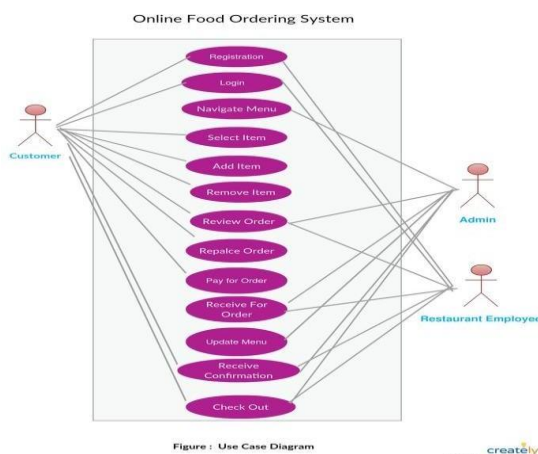 Online Food Ordering System
Registration
Login
Navigate Menu
Select Item
Add Item
Remove Item
Review Order
Repalce Order
Pay for Order
Receive For
Order
Update Menu
Receive
Confirmation
Check Out
Customer
Admin
Restaurant Employee
Figure : Use Case Diagram
creately